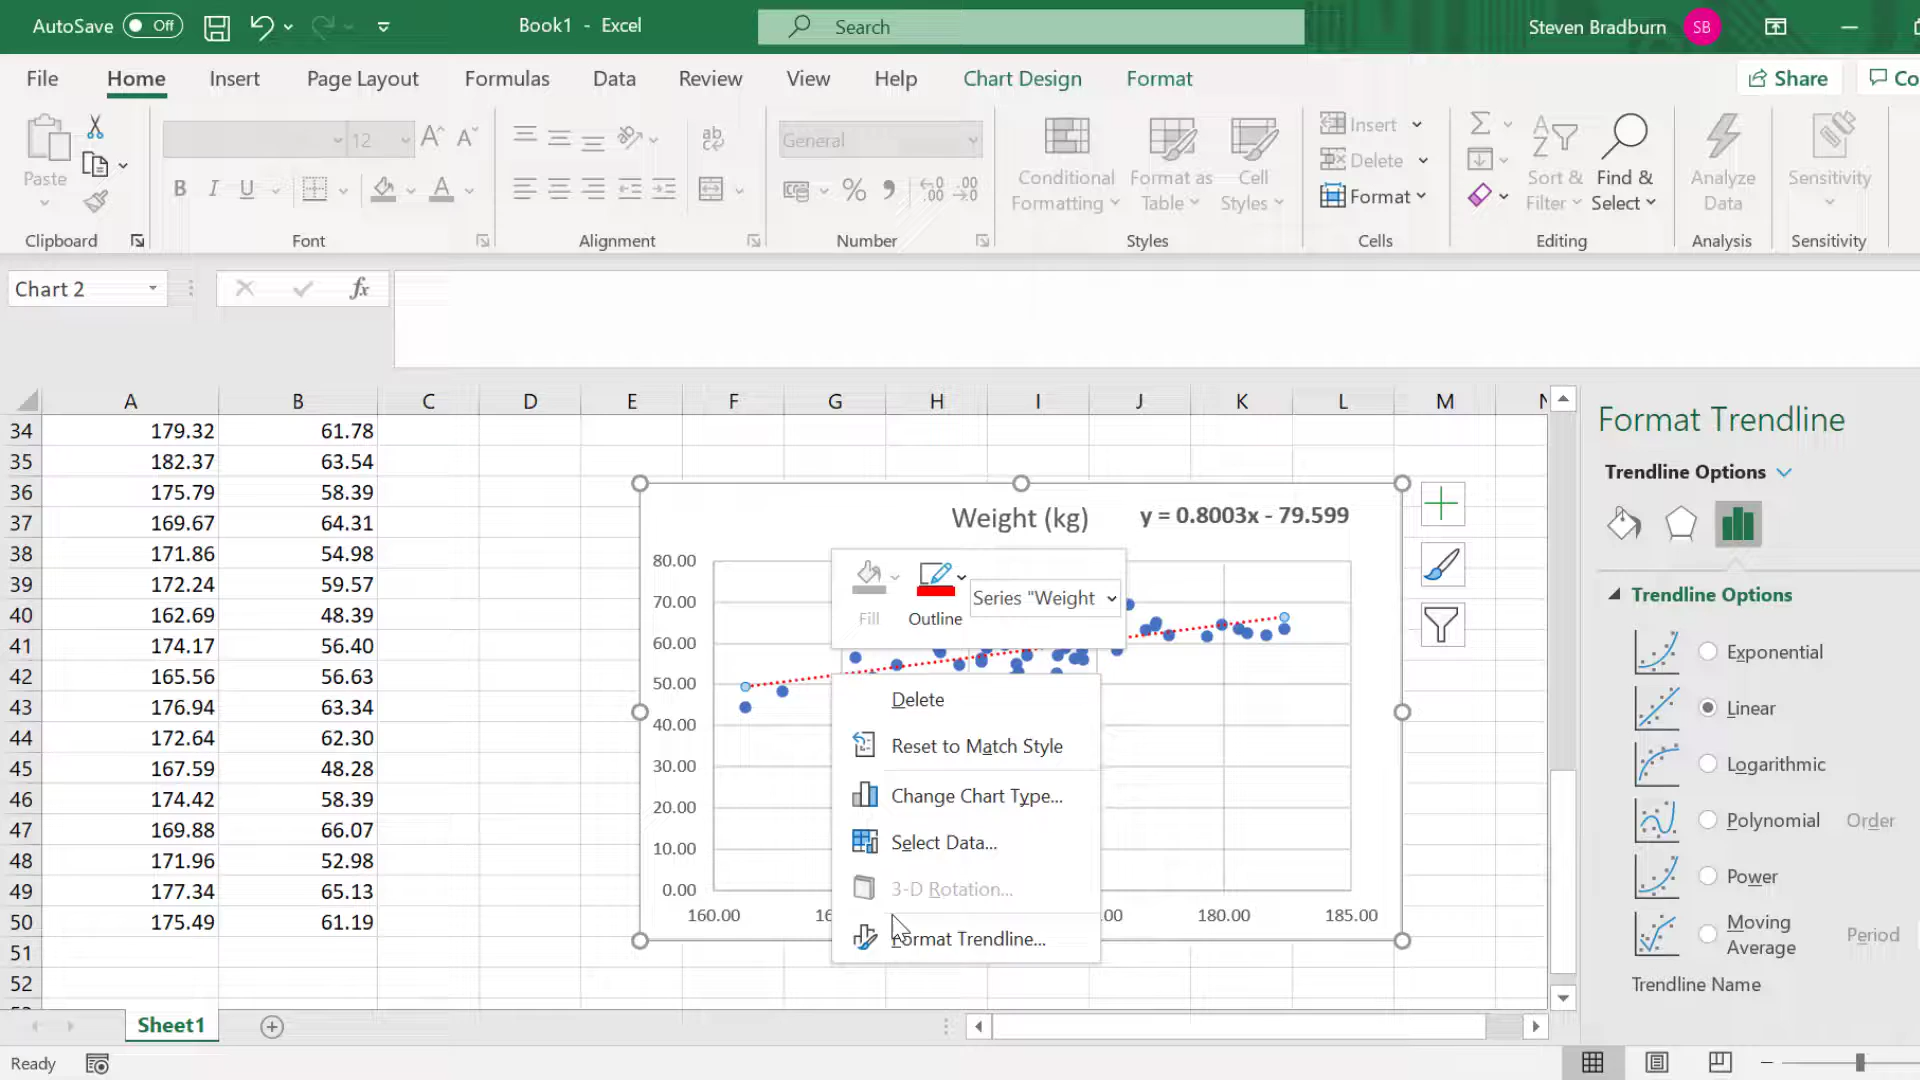 AutoSave Off Book1 - Excel Search Steven Bradburn SB
File Home Insert Page Layout Formulas Data Review View Help Chart Design Format Share Co
Paste 12 General Conditional Formatting Format as Table Cell Styles Insert Delete Format Sort & Filter Find & Select Analyze Data Sensitivity
Clipboard Font Alignment Number Styles Cells Editing Analysis Sensitivity
Chart 2 fx
A B C D E F G H I J K L M N
34 179.32 61.78
35 182.37 63.54
36 175.79 58.39
37 169.67 64.31
38 171.86 54.98
39 172.24 59.57
40 162.69 48.39
41 174.17 56.40
42 165.56 56.63
43 176.94 63.34
44 172.64 62.30
45 167.59 48.28
46 174.42 58.39
47 169.88 66.07
48 171.96 52.98
49 177.34 65.13
50 175.49 61.19
51
52
Weight (kg) y = 0.8003x - 79.599
80.00
70.00
60.00
50.00
40.00
30.00
20.00
10.00
0.00
160.00 180.00 185.00
Fill Outline Series "Weight
Delete
Reset to Match Style
Change Chart Type...
Select Data...
3-D Rotation...
Format Trendline...
Format Trendline
Trendline Options
Trendline Options
Exponential
Linear
Logarithmic
Polynomial Order
Power
Moving Average Period
Trendline Name
Sheet1
Ready